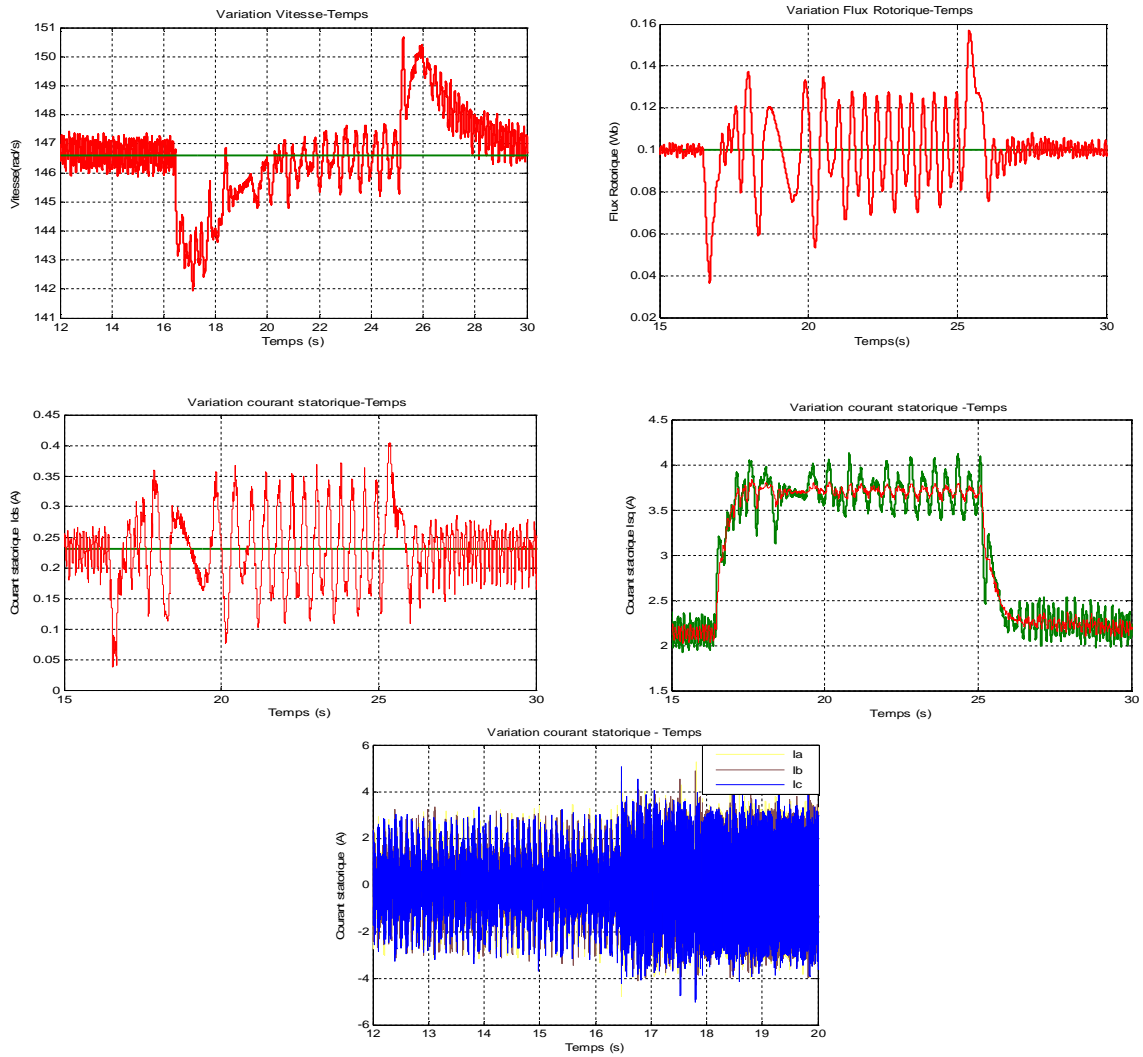 Variation Vitesse-Temps
Vitesse(rad/s)
151
150
149
148
147
146
145
144
143
142
141
12 14 16 18 20 22 24 26 28 30
Temps (s)
Variation Flux Rotorique-Temps
Flux Rotorique (Wb)
0.16
0.14
0.12
0.1
0.08
0.06
0.04
0.02
15 20 25 30
Temps(s)
Variation courant statorique-Temps
Courant statorique Ids (A)
0.45
0.4
0.35
0.3
0.25
0.2
0.15
0.1
0.05
0
15 20 25 30
Temps (s)
Variation courant statorique -Temps
Courant statorique Isq (A)
4.5
4
3.5
3
2.5
2
1.5
15 20 25 30
Temps (s)
Variation courant statorique - Temps
Courant statorique (A)
6
4
2
0
-2
-4
-6
12 13 14 15 16 17 18 19 20
Temps (s)
Ia
Ib
Ic